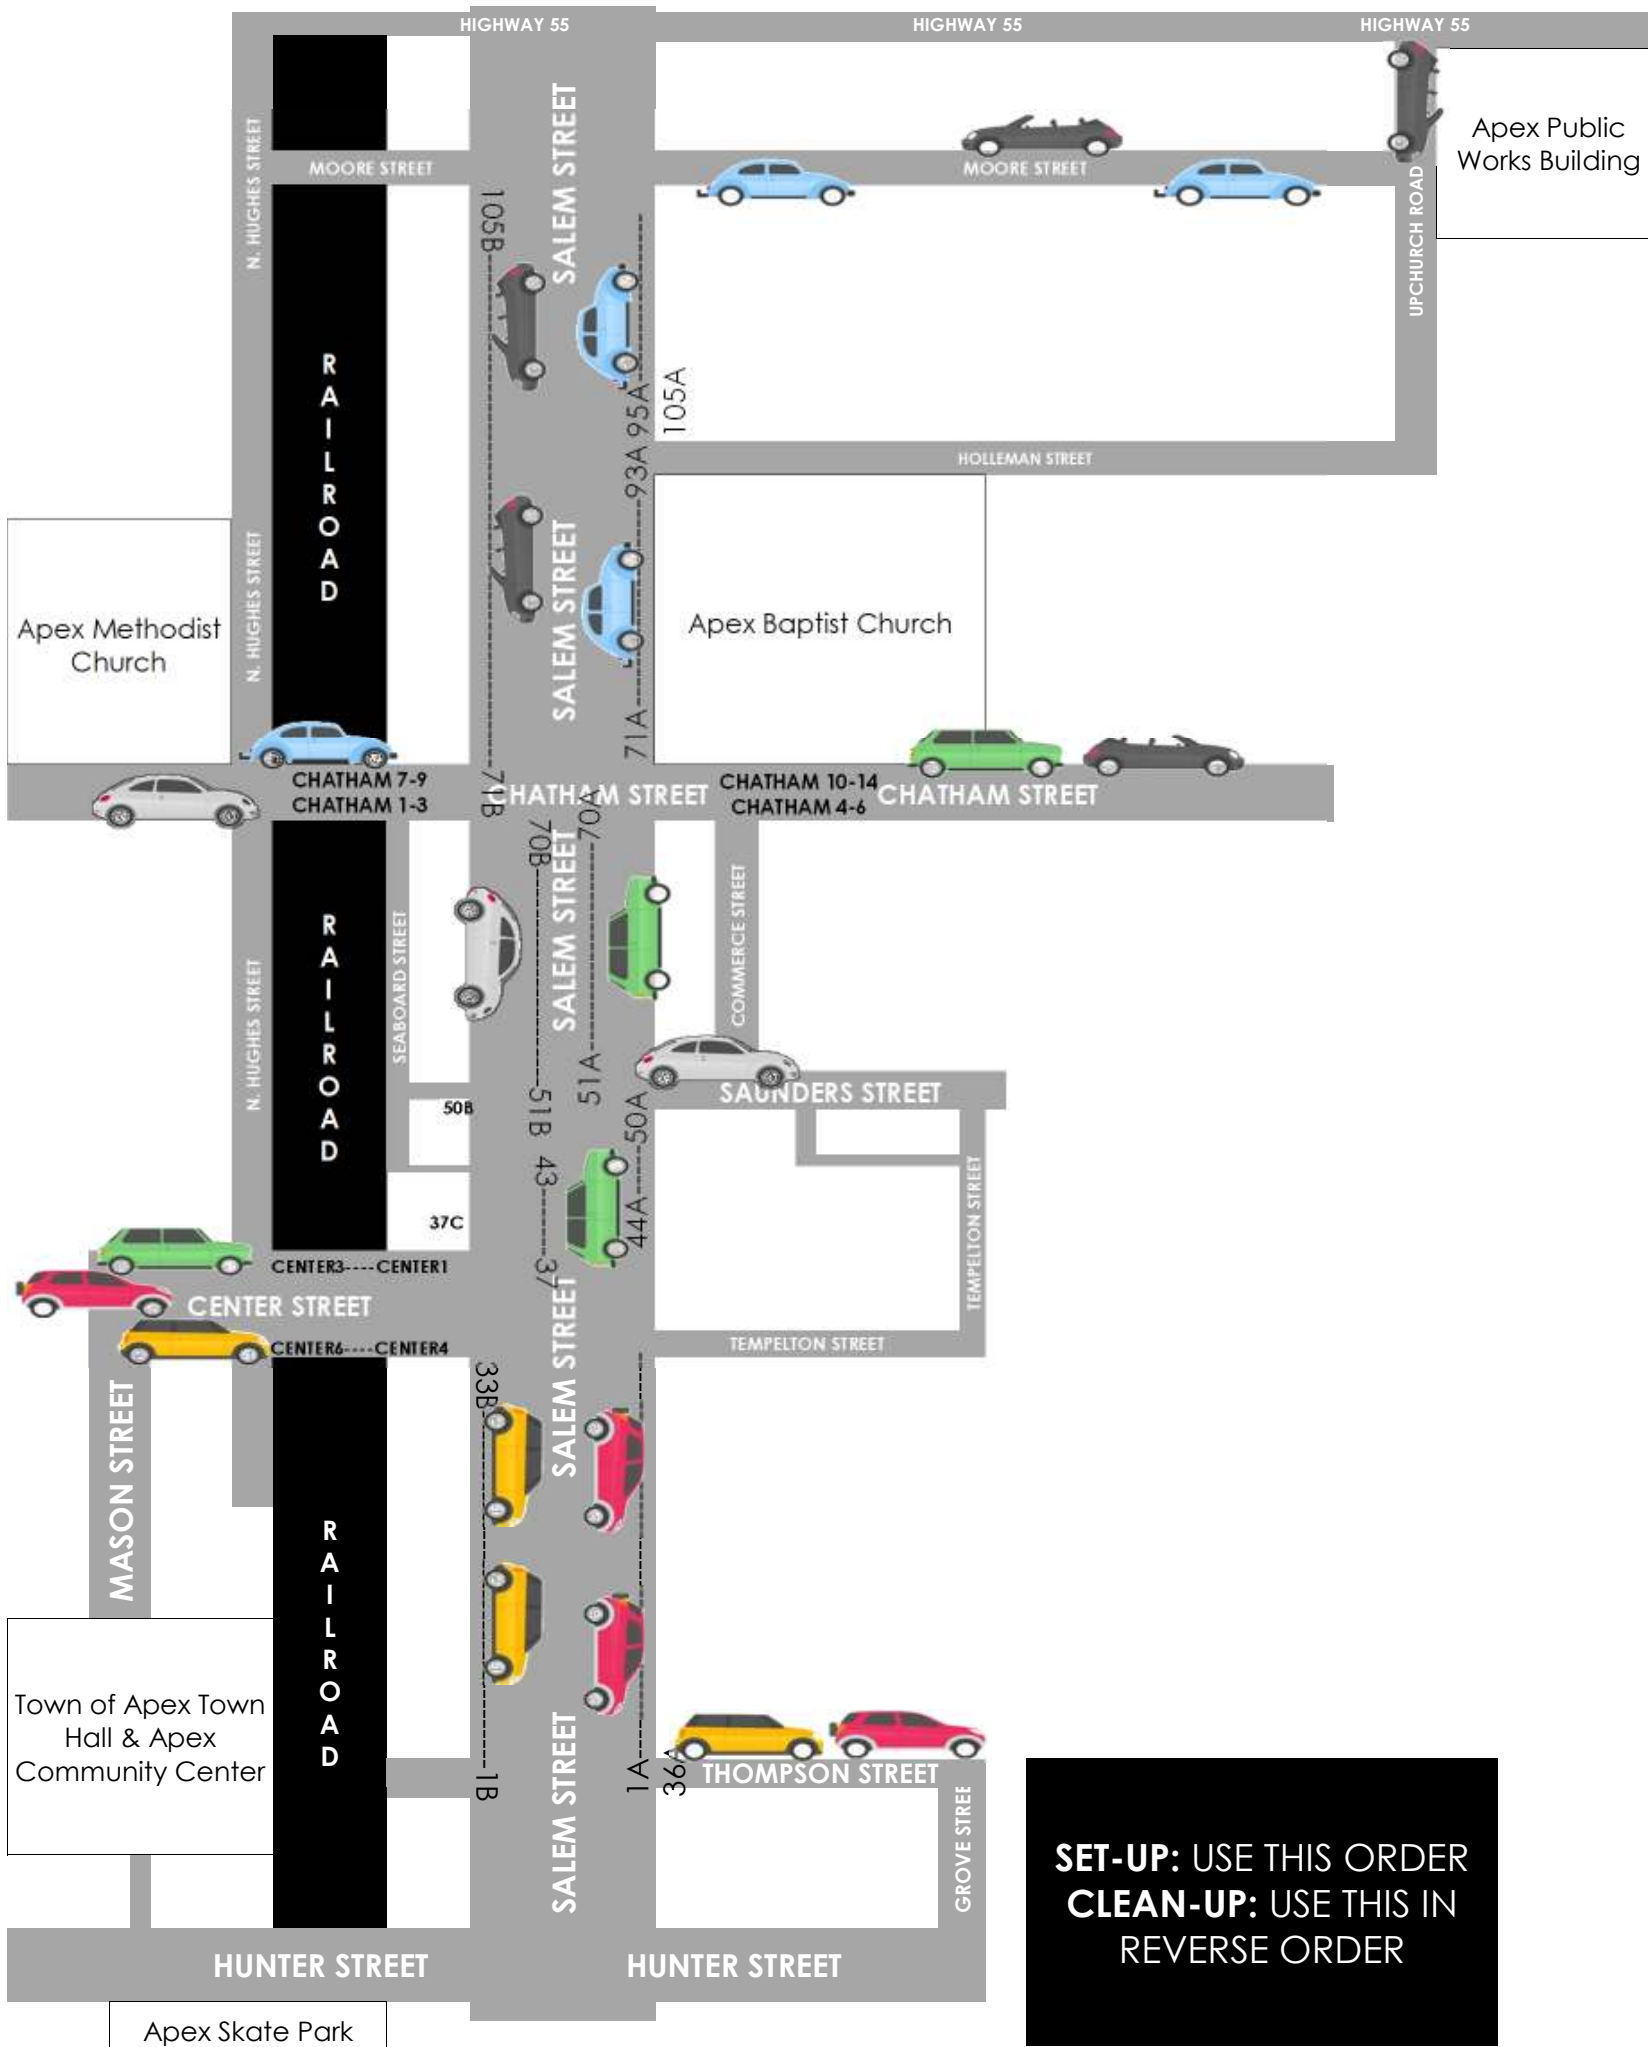 HIGHWAY 55
HIGHWAY 55
HIGHWAY 55
N. HUGHES STREET
SALEM STREET
Apex Public
Works Building
MOORE STREET
MOORE STREET
UPCHURCH ROAD
105B
RAILROAD
95A
105A
93A
HOLLEMAN STREET
N. HUGHES STREET
SALEM STREET
Apex Methodist
Church
Apex Baptist Church
71A
71B
CHATHAM 7-9
CHATHAM 1-3
CHATHAM STREET
CHATHAM 10-14
CHATHAM 4-6
CHATHAM STREET
70B
70A
SALEM STREET
COMMERCE STREET
RAILROAD
SEABOARD STREET
N. HUGHES STREET
51A
51B
50B
50A
SAUNDERS STREET
43
44A
37C
37
TEMPELTON STREET
CENTER3----CENTER1
CENTER STREET
CENTER6----CENTER4
TEMPELTON STREET
33B
SALEM STREET
MASON STREET
RAILROAD
Town of Apex Town
Hall & Apex
Community Center
1B
1A
36A
SALEM STREET
THOMPSON STREET
GROVE STREE
SET-UP: USE THIS ORDER
CLEAN-UP: USE THIS IN
REVERSE ORDER
HUNTER STREET
HUNTER STREET
Apex Skate Park